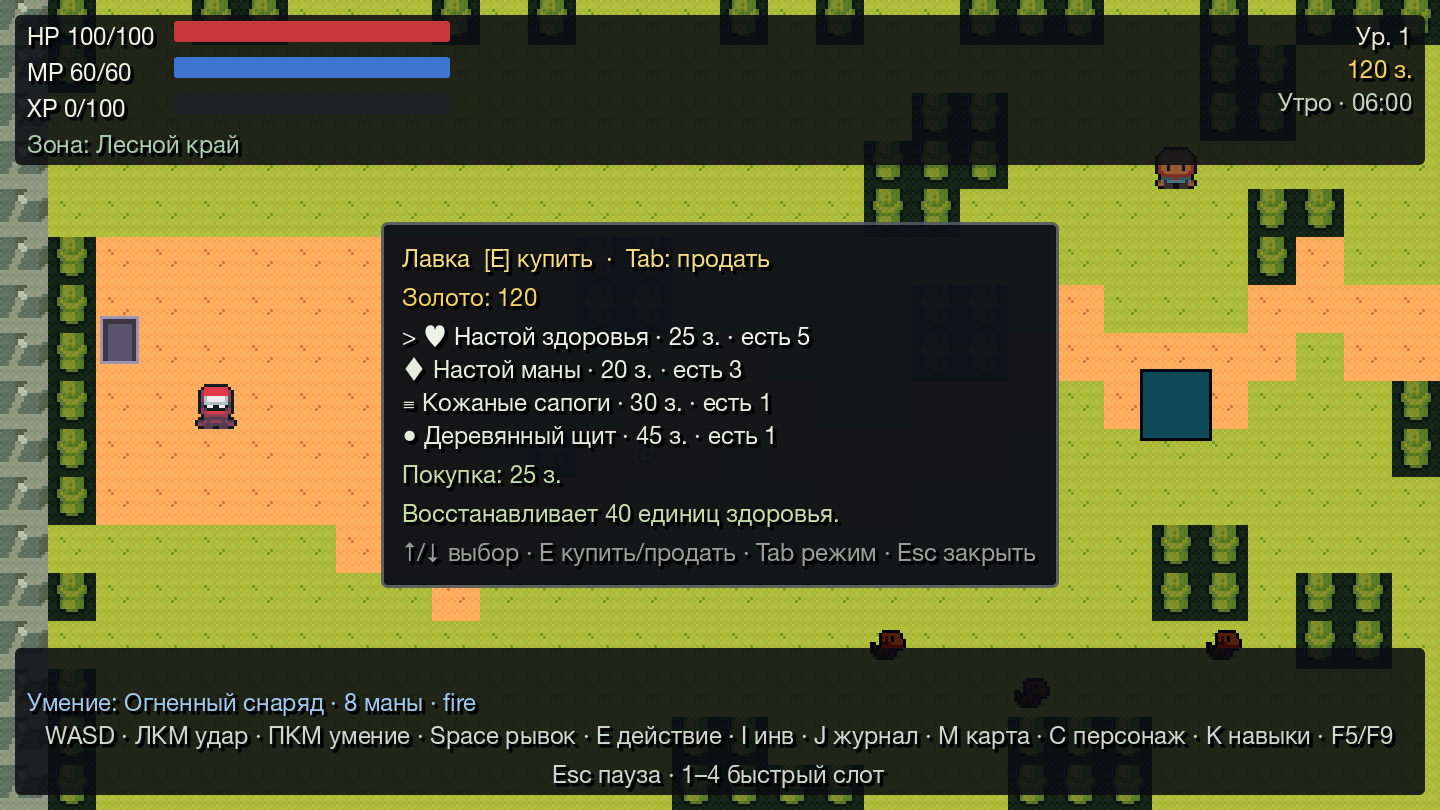 HP 100/100
MP 60/60
XP 0/100
Зона: Лесной край
Ур. 1
120 з.
Утро · 06:00
Лавка [E] купить · Tab: продать
Золото: 120
> ♥ Настой здоровья · 25 з. · есть 5
♦ Настой маны · 20 з. · есть 3
≡ Кожаные сапоги · 30 з. · есть 1
● Деревянный щит · 45 з. · есть 1
Покупка: 25 з.
Восстанавливает 40 единиц здоровья.
↑/↓ выбор · E купить/продать · Tab режим · Esc закрыть
Умение: Огненный снаряд · 8 маны · fire
WASD · ЛКМ удар · ПКМ умение · Space рывок · E действие · I инв · J журнал · M карта · C персонаж · K навыки · F5/F9
Esc пауза · 1–4 быстрый слот